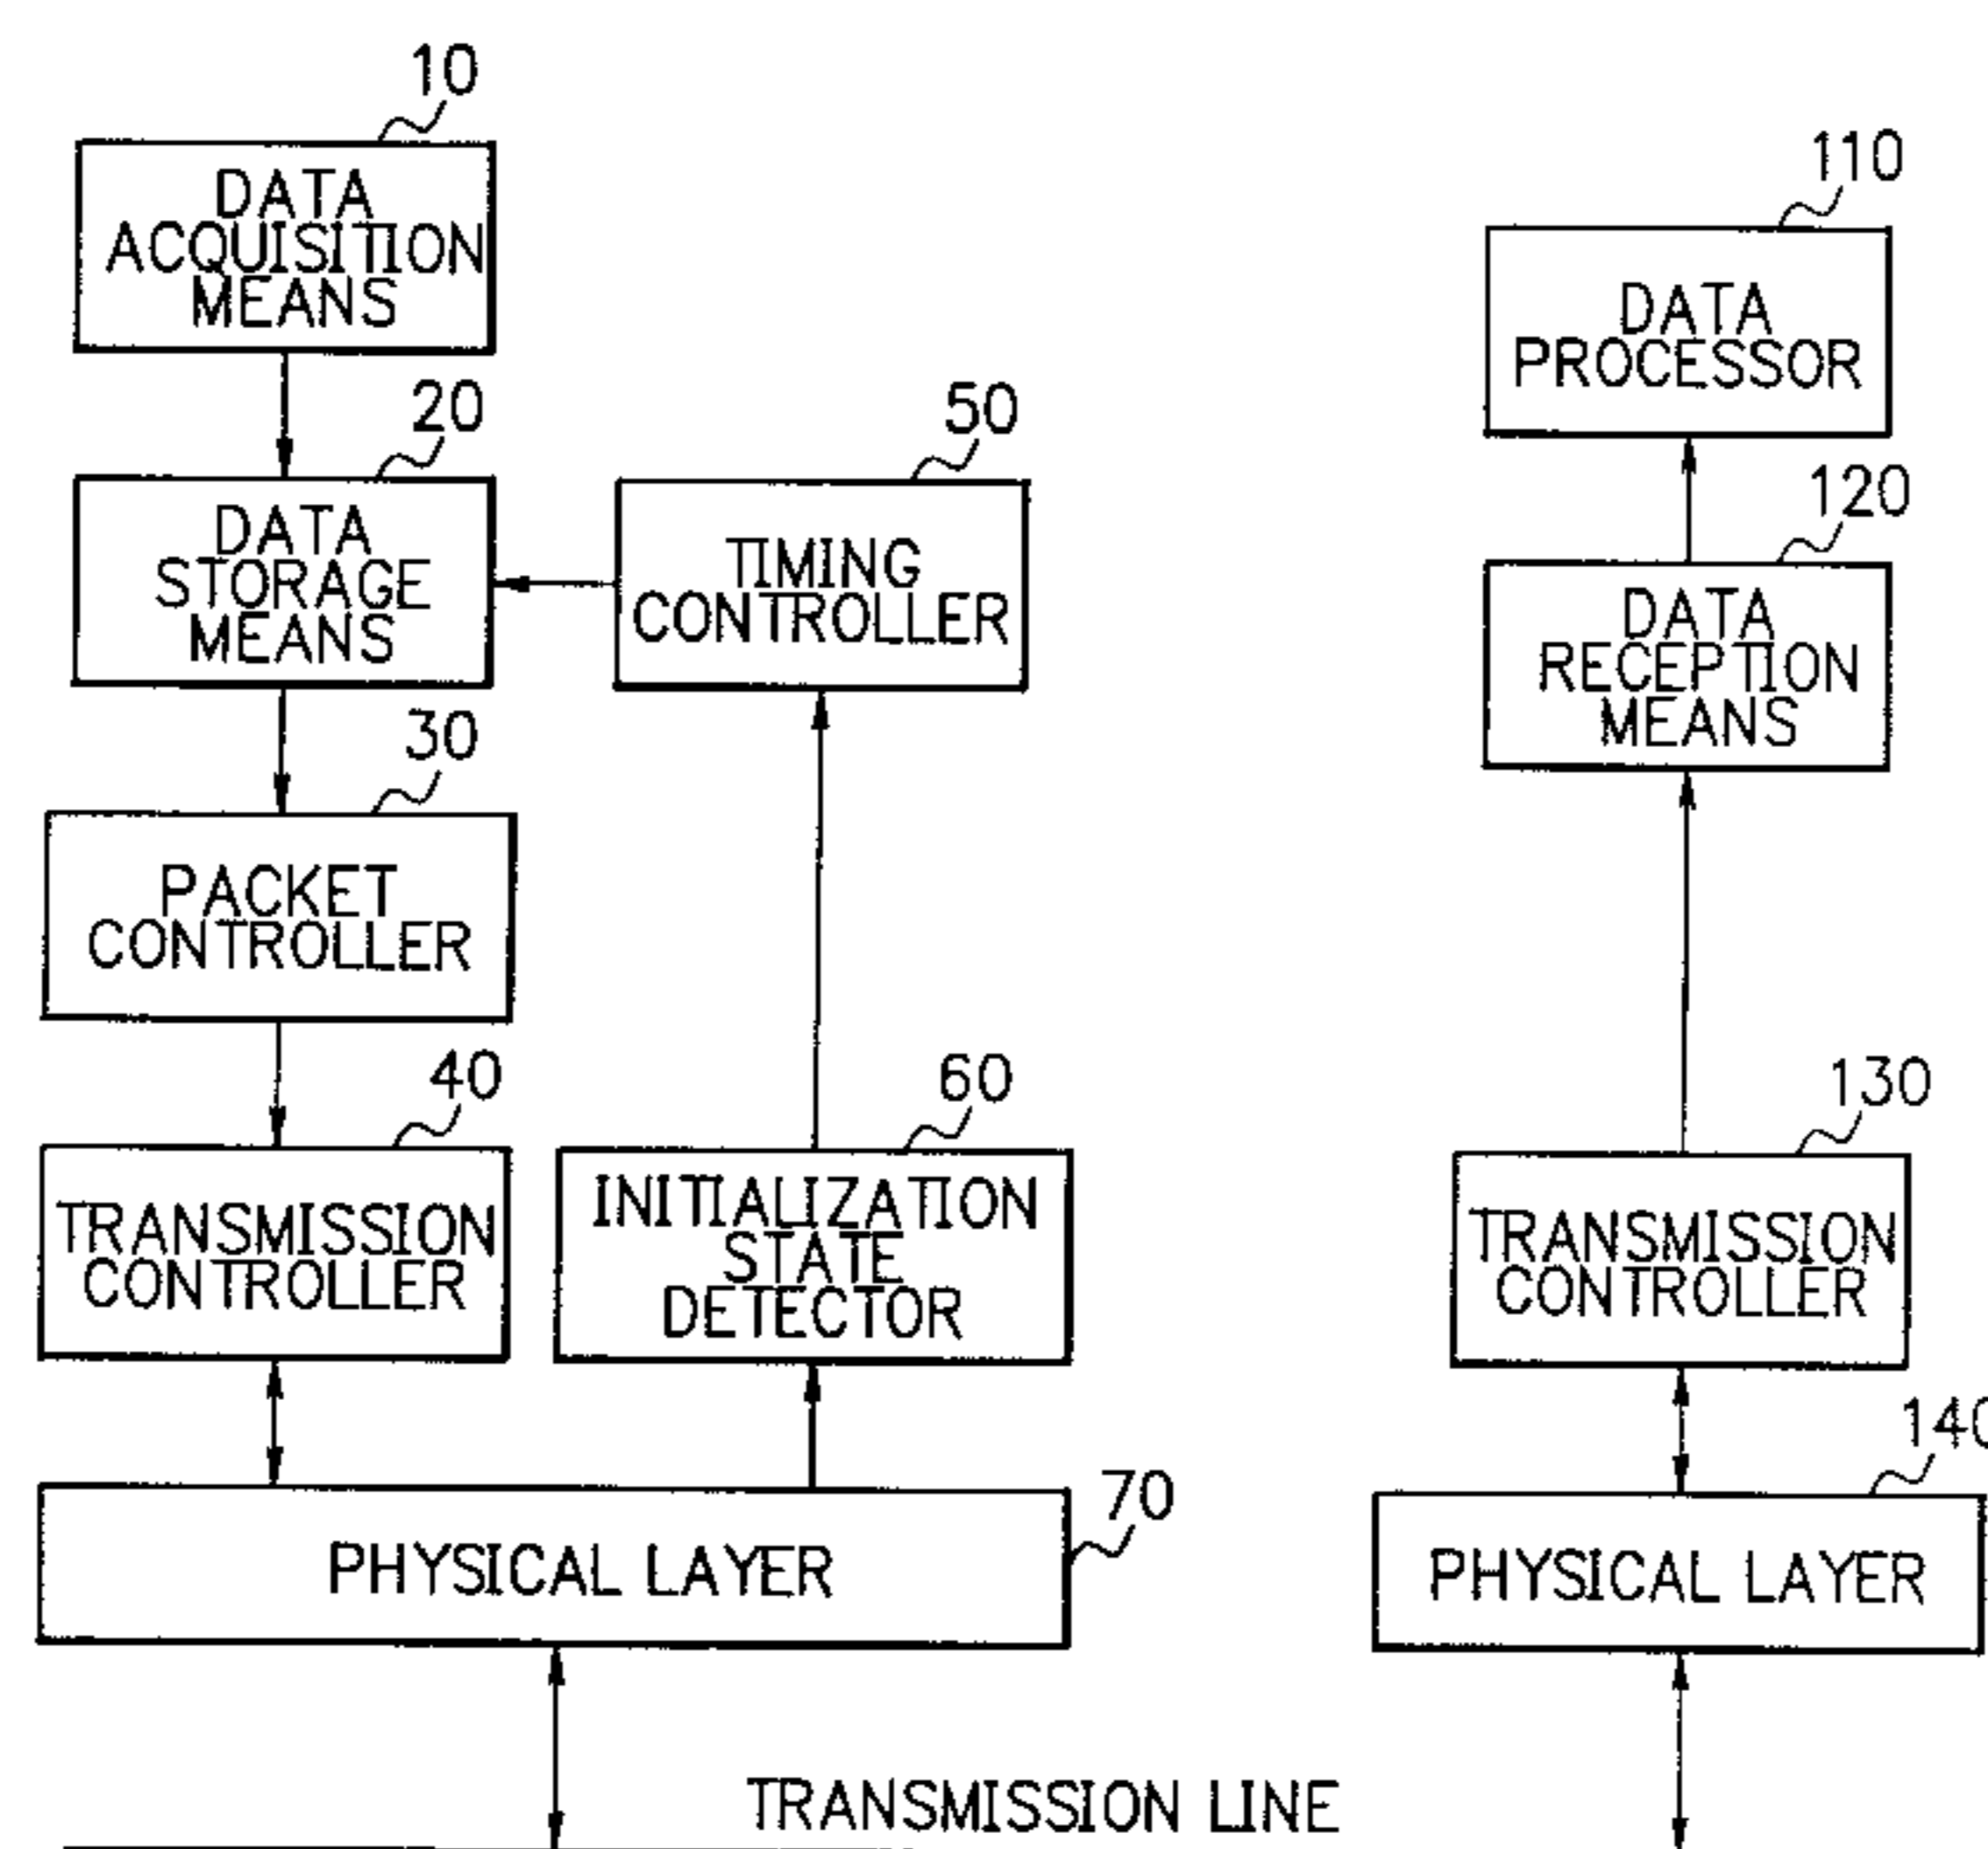 10
DATA
ACQUISITION
MEANS
20
DATA
STORAGE
MEANS
50
TIMING
CONTROLLER
30
PACKET
CONTROLLER
40
TRANSMISSION
CONTROLLER
60
INITIALIZATION
STATE
DETECTOR
70
PHYSICAL LAYER
110
DATA
PROCESSOR
120
DATA
RECEPTION
MEANS
130
TRANSMISSION
CONTROLLER
140
PHYSICAL LAYER
TRANSMISSION LINE